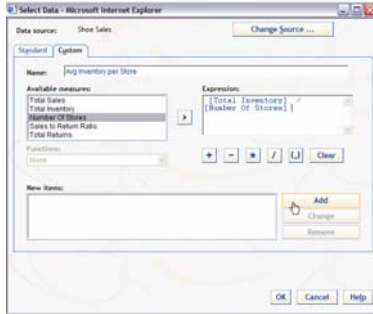 Select Data - Microsoft Internet Explorer
Data source: Shoe Sales
Change Source ...
Standard Custom
Name: Avg Inventory per Store
Available measures:
Total Sales
Total Inventory
Number Of Stores
Sales to Return Ratio
Total Returns
Expression:
[Total Inventory] /
[Number Of Stores]
Functions:
None
+ - * / (,) Clear
New items:
Add
Change
Remove
OK Cancel Help